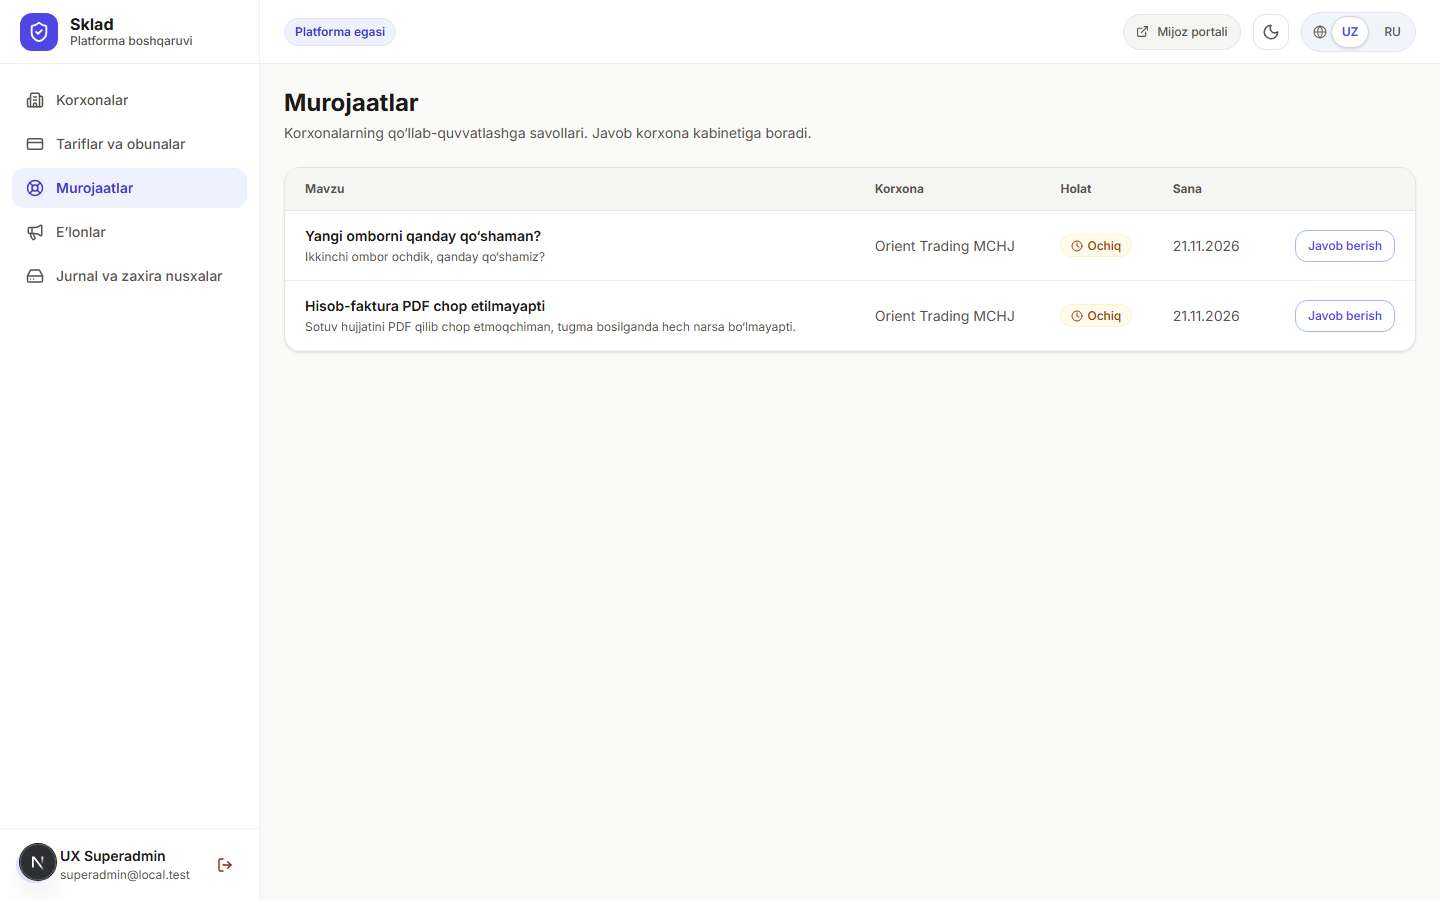 Sklad
Platforma boshqaruvi
Platforma egasi
Mijoz portali
UZ
RU
Korxonalar
Tariflar va obunalar
Murojaatlar
E’lonlar
Jurnal va zaxira nusxalar
Murojaatlar
Korxonalarning qo‘llab-quvvatlashga savollari. Javob korxona kabinetiga boradi.
Mavzu Korxona Holat Sana
Yangi omborni qanday qo‘shaman?
Ikkinchi ombor ochdik, qanday qo‘shamiz?
Orient Trading MCHJ Ochiq 21.11.2026 Javob berish
Hisob-faktura PDF chop etilmayapti
Sotuv hujjatini PDF qilib chop etmoqchiman, tugma bosilganda hech narsa bo‘lmayapti.
Orient Trading MCHJ Ochiq 21.11.2026 Javob berish
N
UX Superadmin
superadmin@local.test